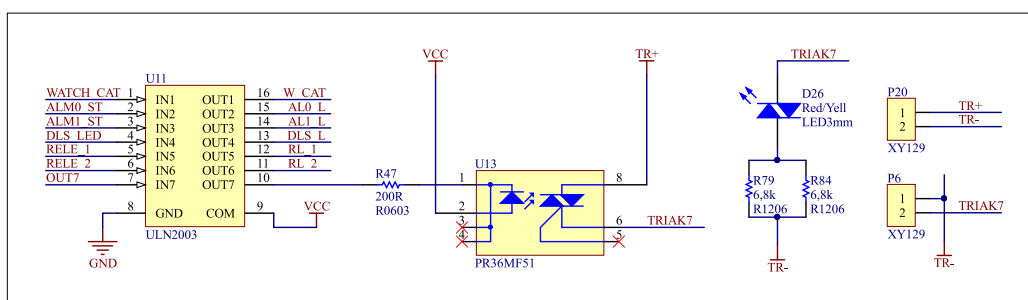 U11
WATCH_CAT 1 IN1 OUT1 16 W_CAT
ALM0_ST 2 IN2 OUT2 15 AL0_L
ALM1_ST 3 IN3 OUT3 14 AL1_L
DLS_LED 4 IN4 OUT4 13 DLS_L
RELE_1 5 IN5 OUT5 12 RL_1
RELE_2 6 IN6 OUT6 11 RL_2
OUT7 7 IN7 OUT7 10
8 GND COM 9 VCC
ULN2003
GND
R47
200R
R0603
VCC
TR+
U13
1 8
2
3 6 TRIAK7
4 5
PR36MF51
TRIAK7
D26
Red/Yell
LED3mm
R79 R84
6,8k 6,8k
R1206 R1206
TR-
P20
1 TR+
2 TR-
XY129
P6
1
2 TRIAK7
XY129
TR-